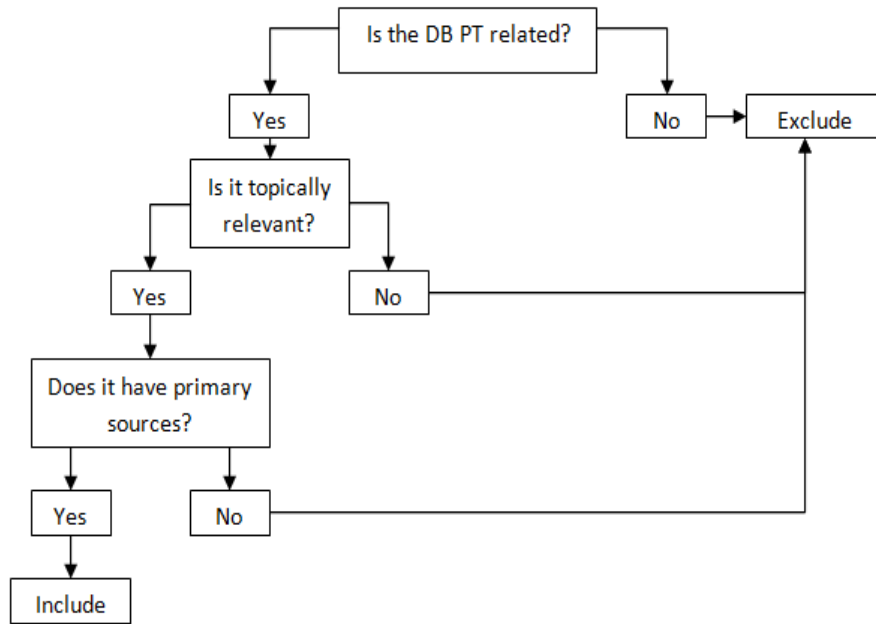 Is the DB PT related?
Yes
No
Exclude
Is it topically
relevant?
Yes
No
Does it have primary
sources?
Yes
No
Include